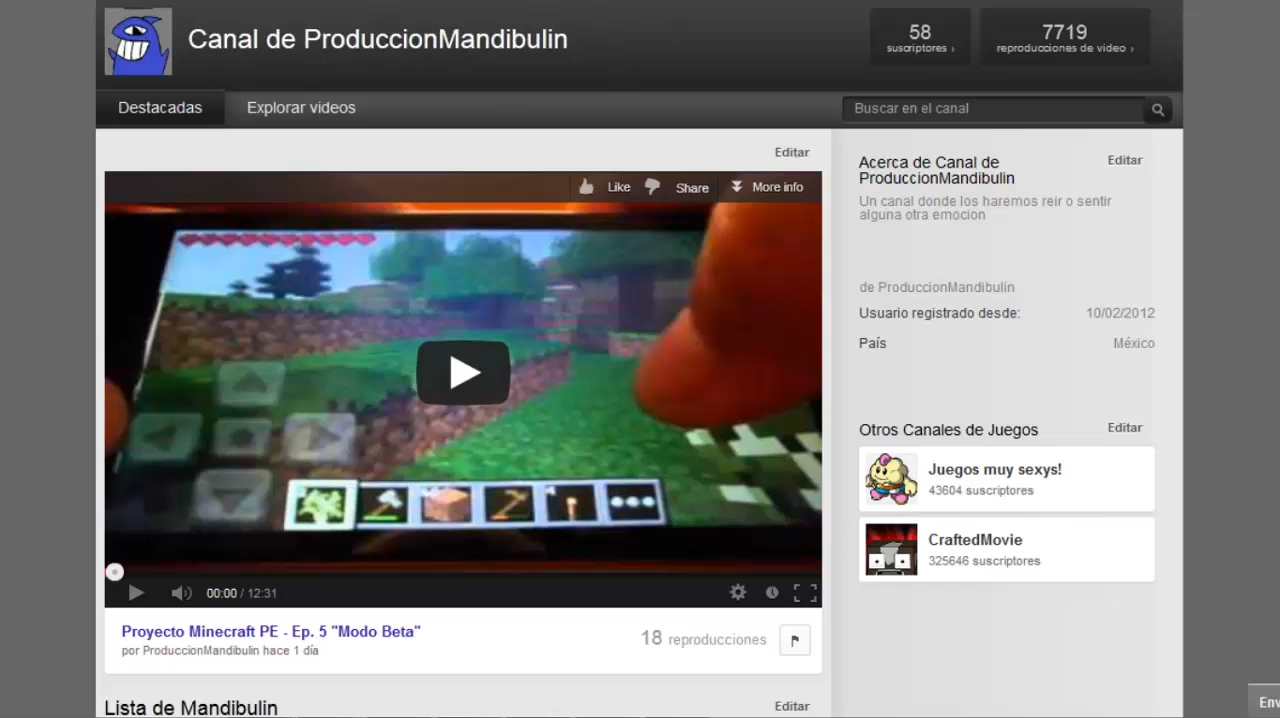 Canal de ProduccionMandibulin
58
suscriptores ›
7719
reproducciones de video ›
Destacadas
Explorar videos
Buscar en el canal
Editar
Like
Share
More info
00:00 / 12:31
Proyecto Minecraft PE - Ep. 5 "Modo Beta"
por ProduccionMandibulin hace 1 día
18 reproducciones
Lista de Mandibulin
Editar
Acerca de Canal de
ProduccionMandibulin
Editar
Un canal donde los haremos reir o sentir
alguna otra emocion
de ProduccionMandibulin
Usuario registrado desde:
10/02/2012
País
México
Otros Canales de Juegos
Editar
Juegos muy sexys!
43604 suscriptores
CraftedMovie
325646 suscriptores
Env